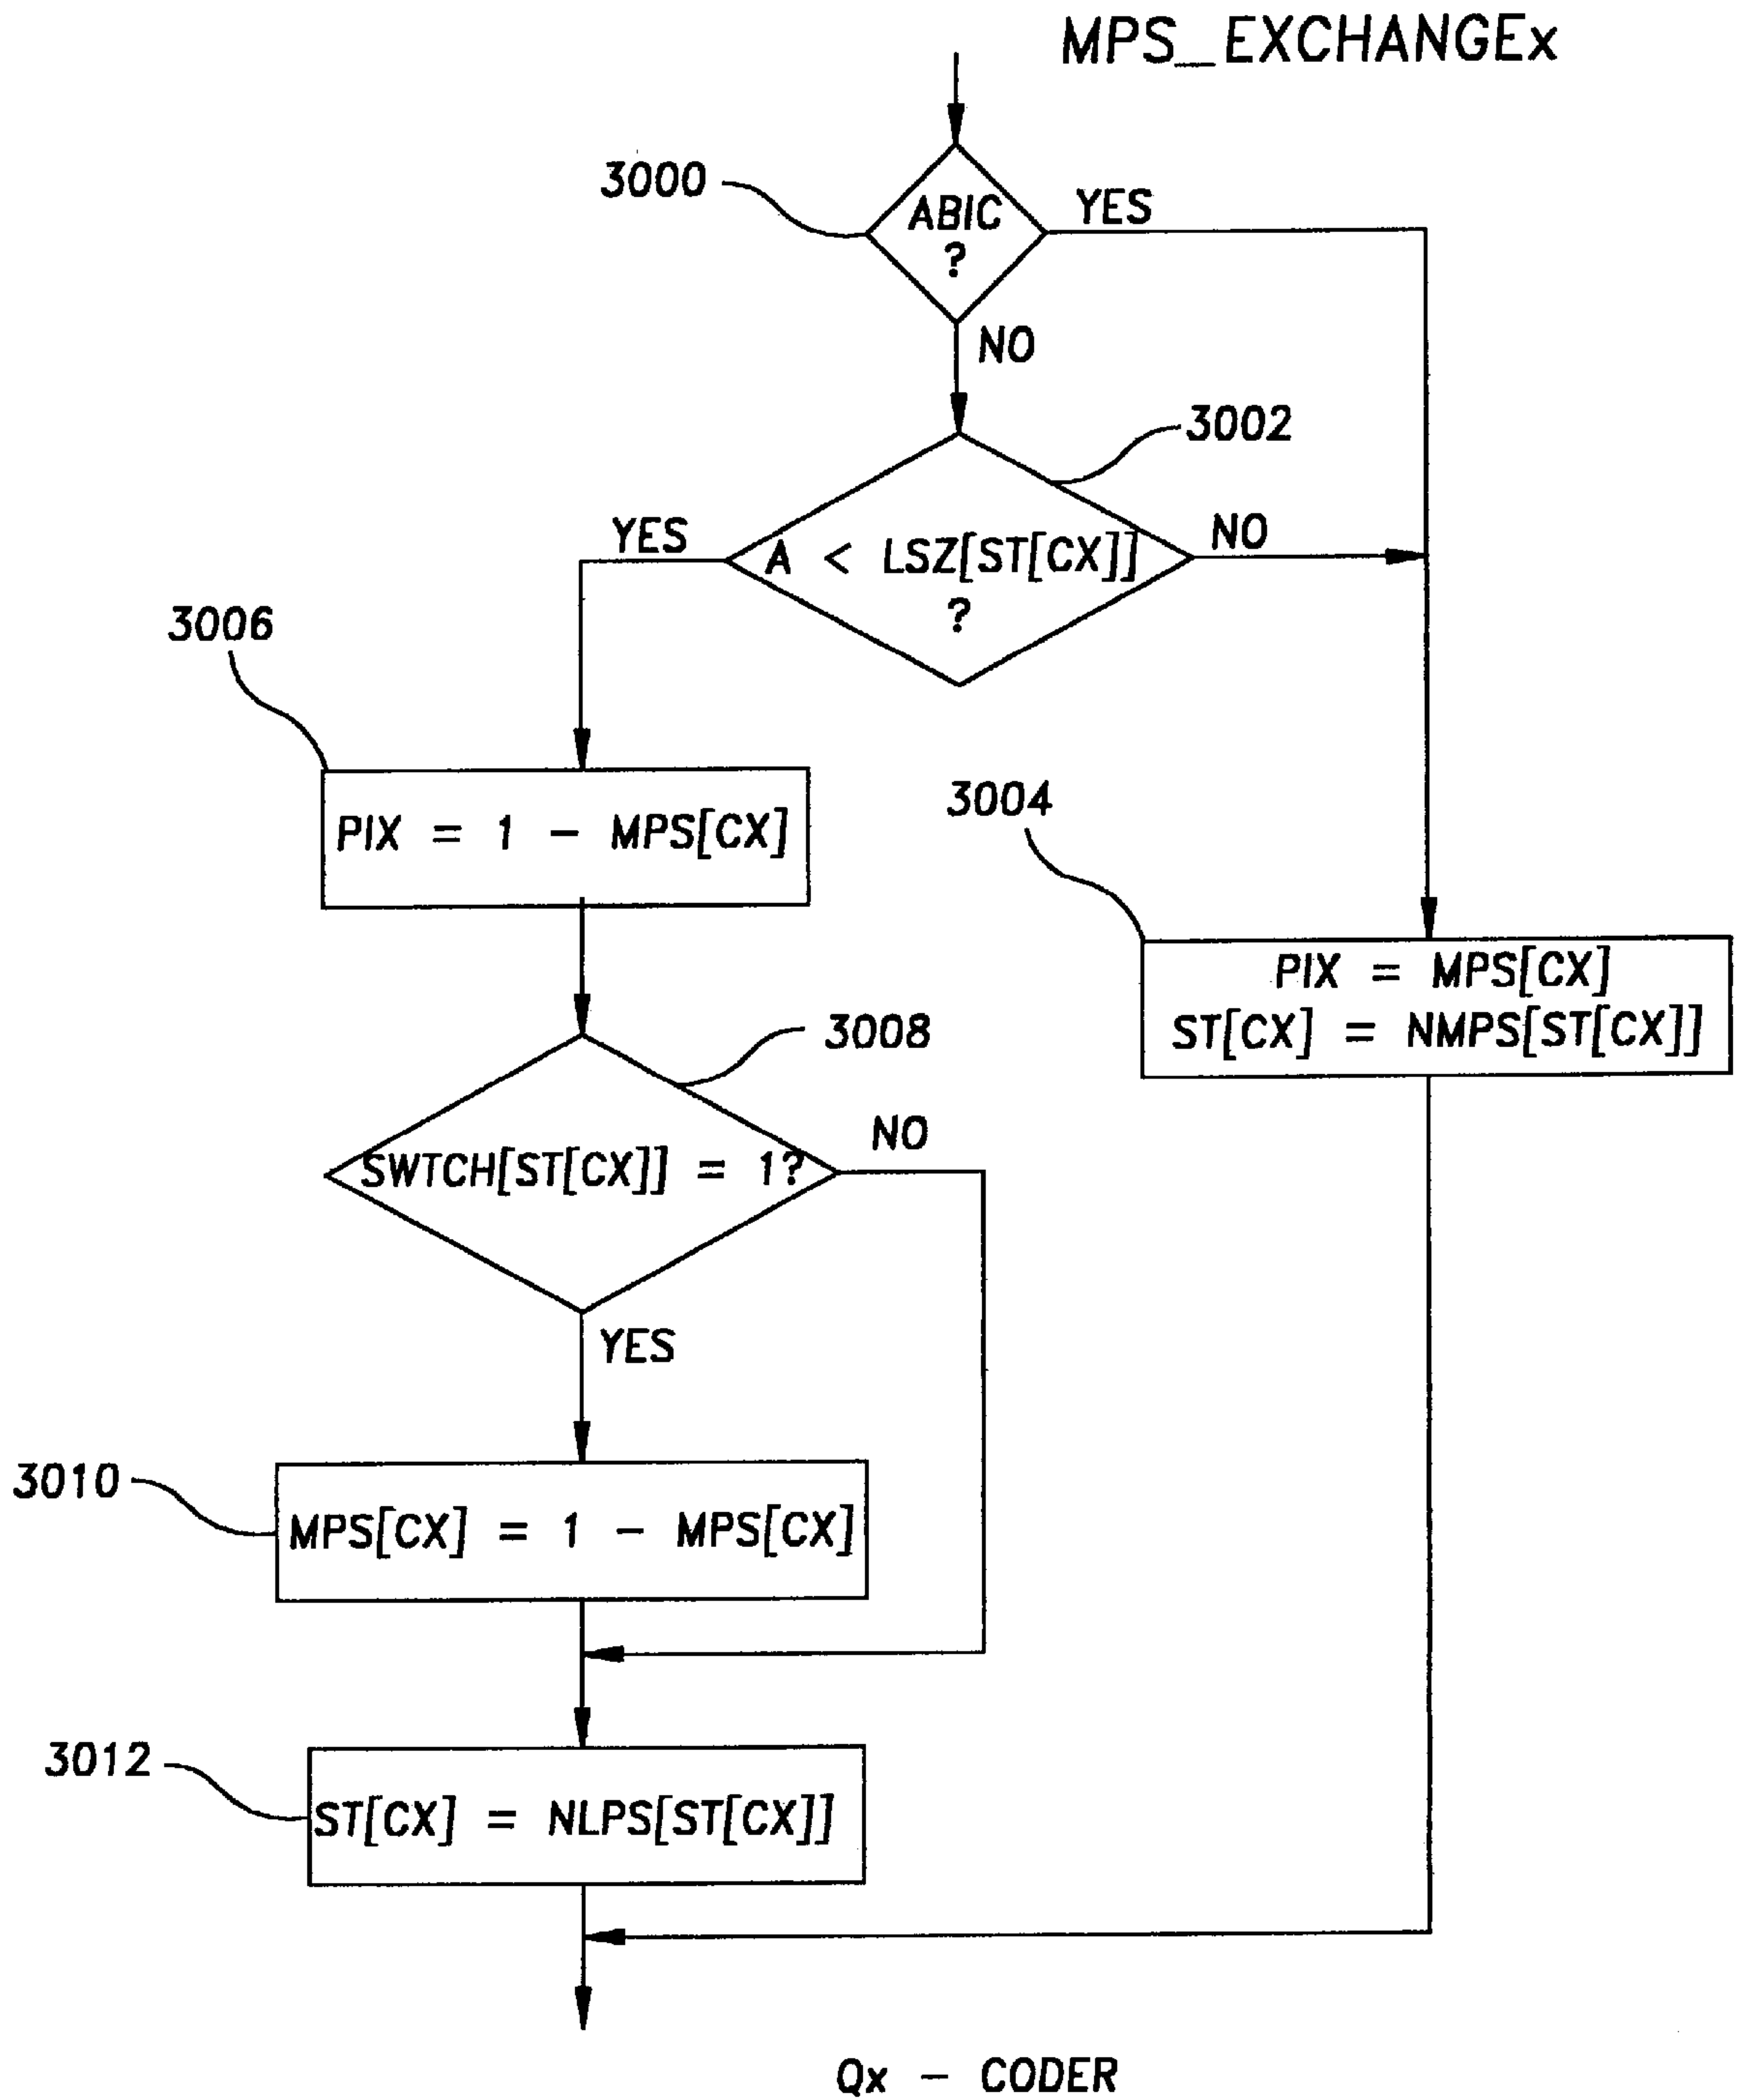 MPS_EXCHANGEx
3000
ABIC
?
YES
NO
3002
YES
A < LSZ[ST[CX]]
?
NO
3006
PIX = 1 - MPS[CX]
3004
PIX = MPS[CX]
ST[CX] = NMPS[ST[CX]]
3008
SWTCH[ST[CX]] = 1?
NO
YES
3010
MPS[CX] = 1 - MPS[CX]
3012
ST[CX] = NLPS[ST[CX]]
Qx - CODER